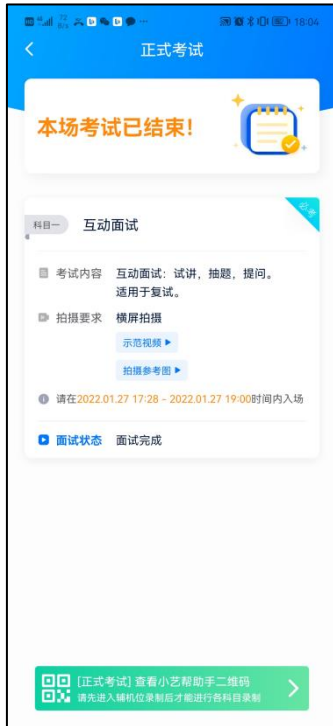 18:04
正式考试
本场考试已结束!
必考
科目一 互动面试
考试内容 互动面试：试讲，抽题，提问。
适用于复试。
拍摄要求 横屏拍摄
示范视频
拍摄参考图
请在2022.01.27 17:28 - 2022.01.27 19:00时间内入场
面试状态 面试完成
[正式考试] 查看小艺帮助手二维码
请先进入辅机位录制后才能进行各科目录制